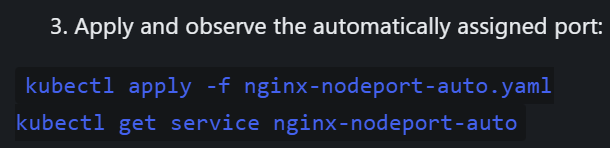 3. Apply and observe the automatically assigned port:
kubectl apply -f nginx-nodeport-auto.yaml
kubectl get service nginx-nodeport-auto